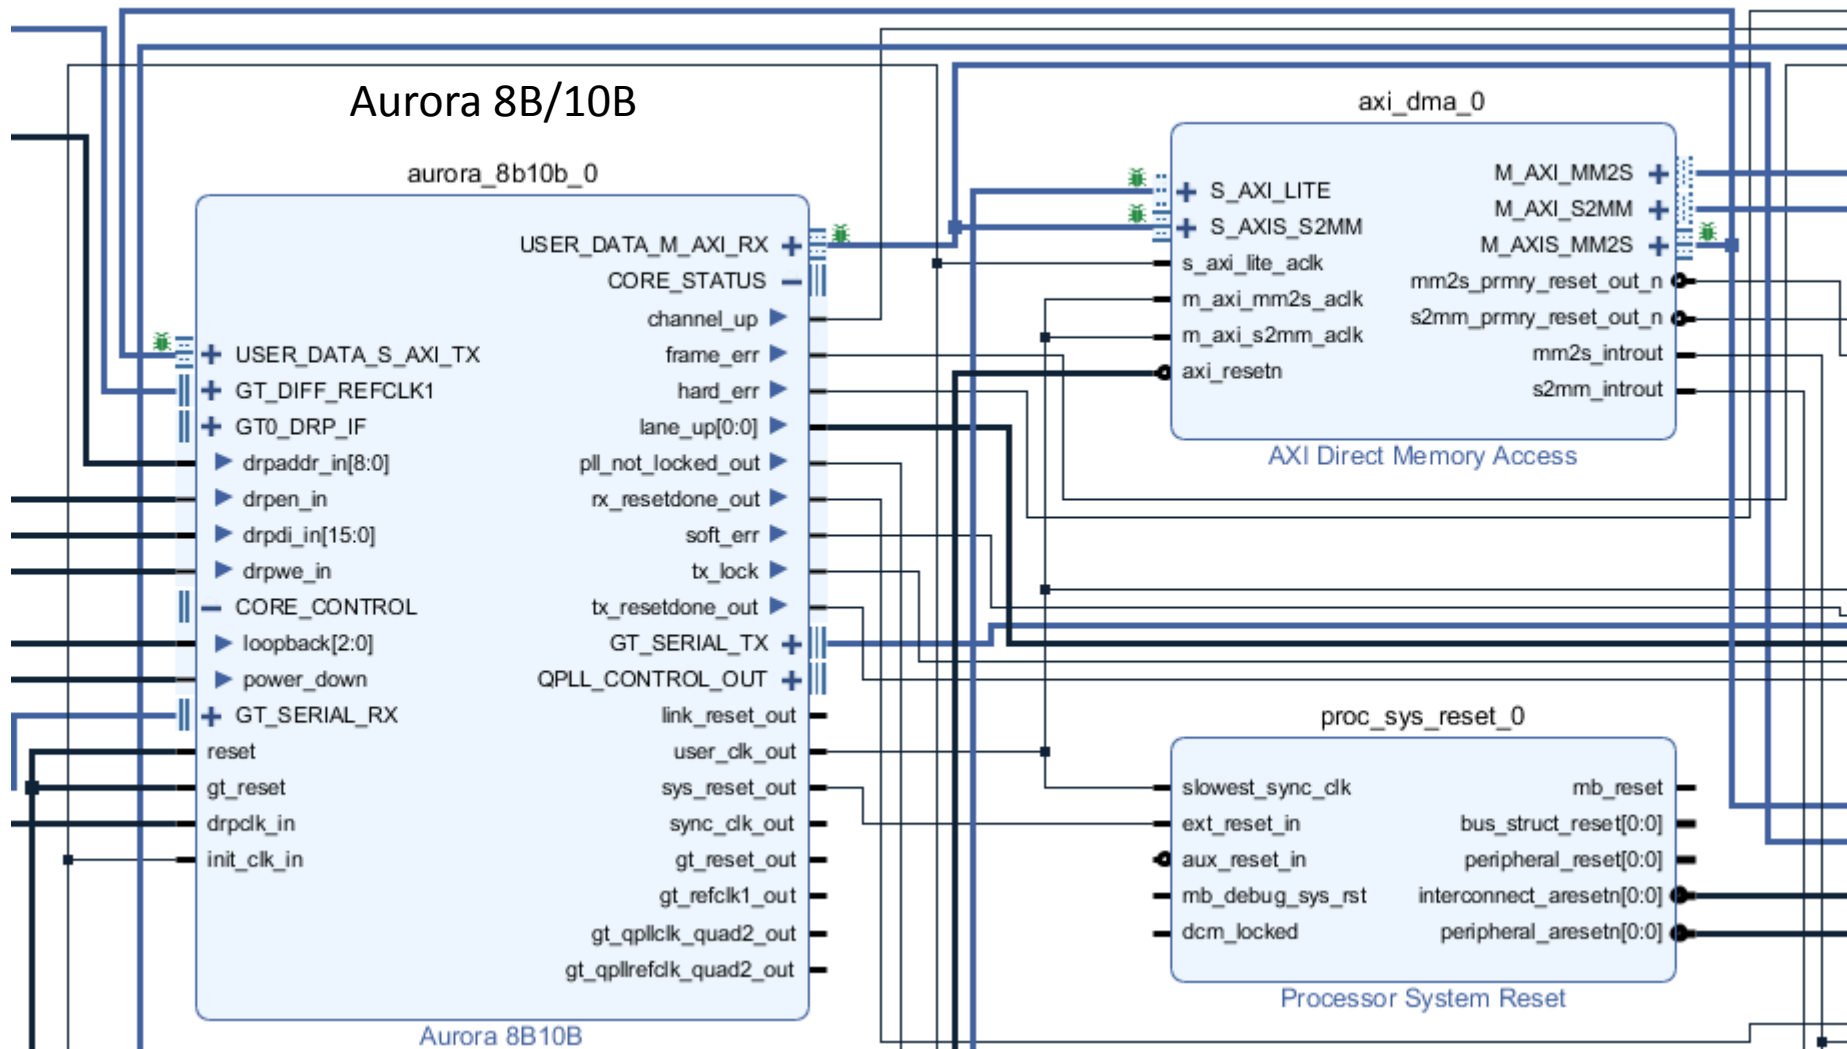 Aurora 8B/10B
aurora_8b10b_0
USER_DATA_M_AXI_RX
CORE_STATUS
channel_up
USER_DATA_S_AXI_TX
frame_err
GT_DIFF_REFCLK1
hard_err
GT0_DRP_IF
lane_up[0:0]
drpaddr_in[8:0]
pll_not_locked_out
drpen_in
rx_resetdone_out
drpdi_in[15:0]
soft_err
drpwe_in
tx_lock
CORE_CONTROL
tx_resetdone_out
loopback[2:0]
GT_SERIAL_TX
power_down
QPLL_CONTROL_OUT
GT_SERIAL_RX
link_reset_out
reset
user_clk_out
gt_reset
sys_reset_out
drpclk_in
sync_clk_out
init_clk_in
gt_reset_out
gt_refclk1_out
gt_qpllclk_quad2_out
gt_qpllrefclk_quad2_out
Aurora 8B10B
axi_dma_0
M_AXI_MM2S
S_AXI_LITE
M_AXI_S2MM
S_AXIS_S2MM
M_AXIS_MM2S
s_axi_lite_aclk
mm2s_prmry_reset_out_n
m_axi_mm2s_aclk
s2mm_prmry_reset_out_n
m_axi_s2mm_aclk
mm2s_introut
axi_resetn
s2mm_introut
AXI Direct Memory Access
proc_sys_reset_0
slowest_sync_clk
mb_reset
ext_reset_in
bus_struct_reset[0:0]
aux_reset_in
peripheral_reset[0:0]
mb_debug_sys_rst
interconnect_aresetn[0:0]
dcm_locked
peripheral_aresetn[0:0]
Processor System Reset